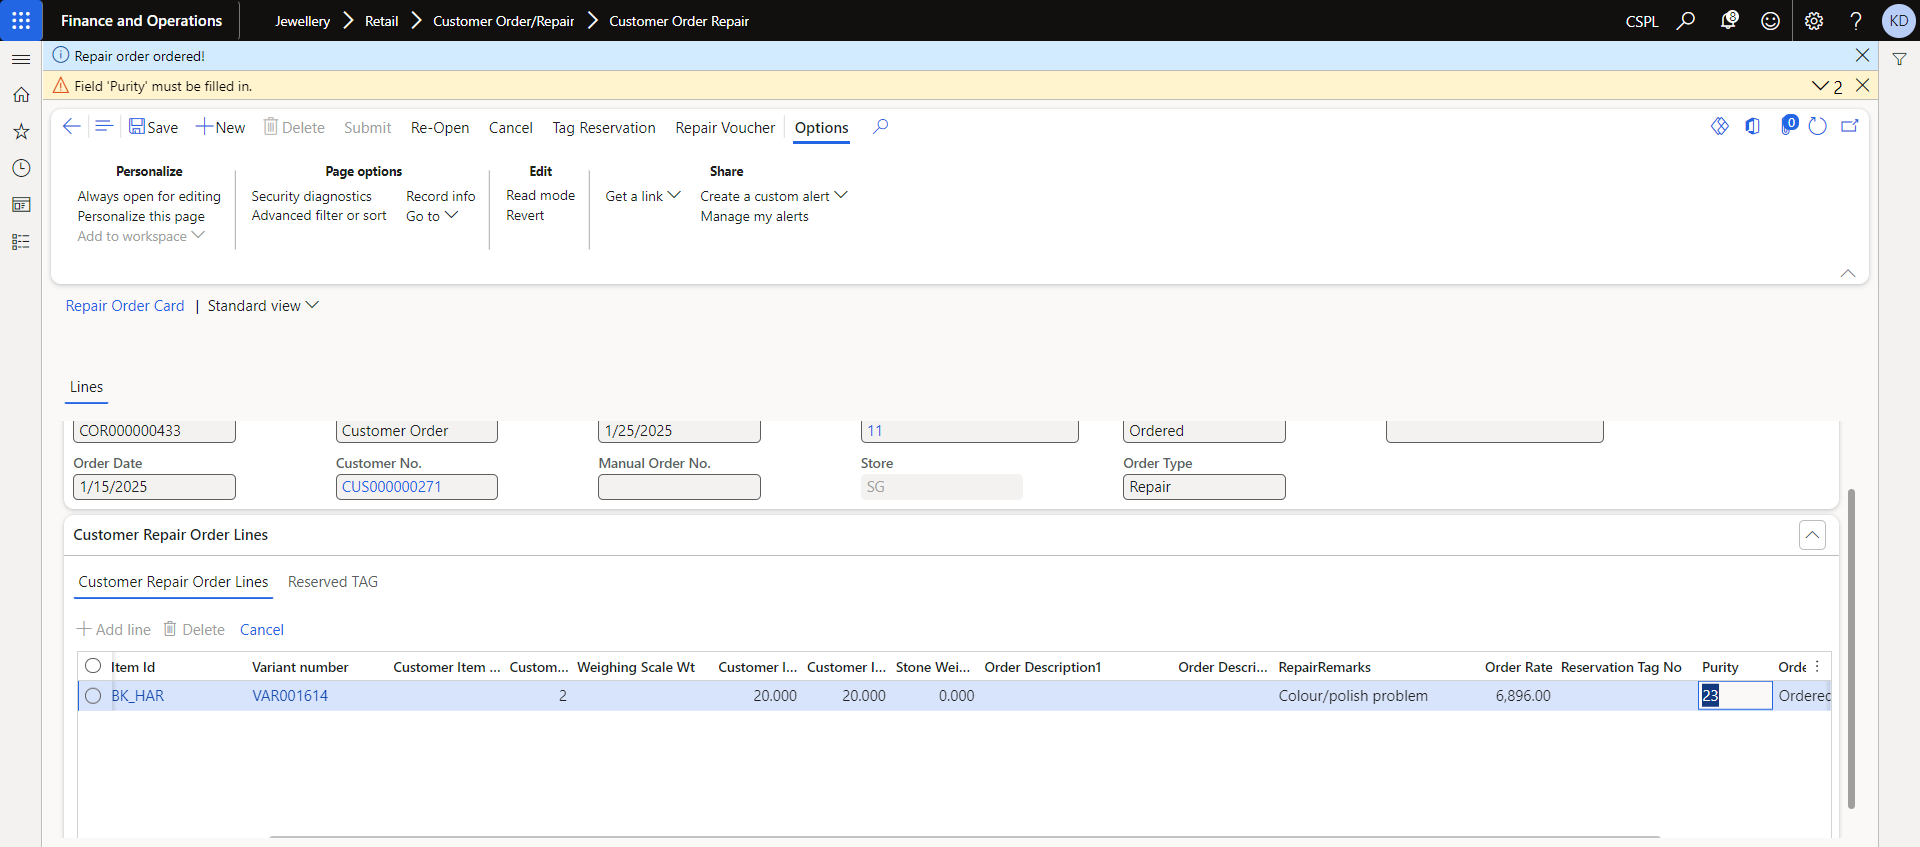 Finance and Operations
Jewellery
Retail
Customer Order/Repair
Customer Order Repair
CSPL
8
?
KD
Repair order ordered!
Field 'Purity' must be filled in.
2
Save
New
Delete
Submit
Re-Open
Cancel
Tag Reservation
Repair Voucher
Options
0
Personalize
Page options
Edit
Share
Always open for editing
Security diagnostics
Record info
Read mode
Get a link
Create a custom alert
Personalize this page
Advanced filter or sort
Go to
Revert
Manage my alerts
Add to workspace
Repair Order Card | Standard view
Lines
COR000000433
Customer Order
1/25/2025
11
Ordered
Order Date
Customer No.
Manual Order No.
Store
Order Type
1/15/2025
CUS000000271
SG
Repair
Customer Repair Order Lines
Customer Repair Order Lines
Reserved TAG
Add line
Delete
Cancel
Item Id
Variant number
Customer Item ...
Custom...
Weighing Scale Wt
Customer I...
Customer I...
Stone Wei...
Order Description1
Order Descri...
RepairRemarks
Order Rate
Reservation Tag No
Purity
Orde
BK_HAR
VAR001614
2
20.000
20.000
0.000
Colour/polish problem
6,896.00
23
Ordered